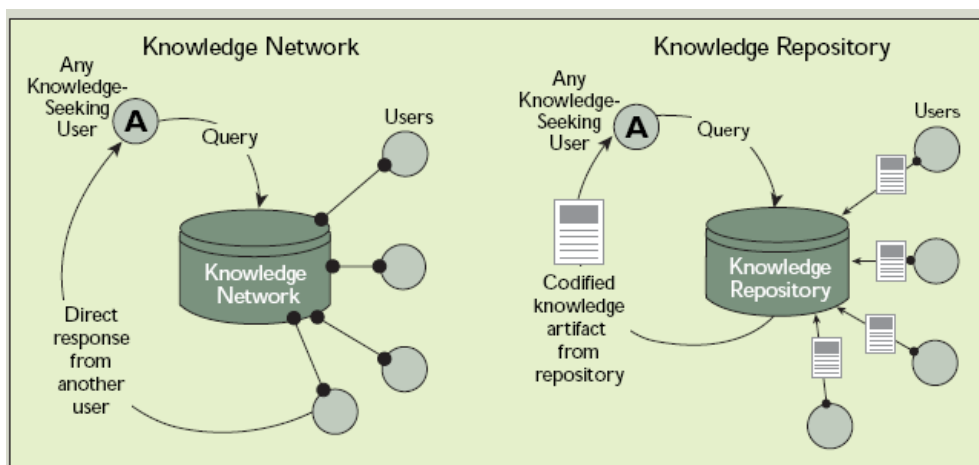 Knowledge Network
Any
Knowledge-
Seeking
User
A
Query
Users
Knowledge
Network
Direct
response
from
another
user
Knowledge Repository
Any
Knowledge-
Seeking
User
A
Query
Users
Knowledge
Repository
Codified
knowledge
artifact
from
repository